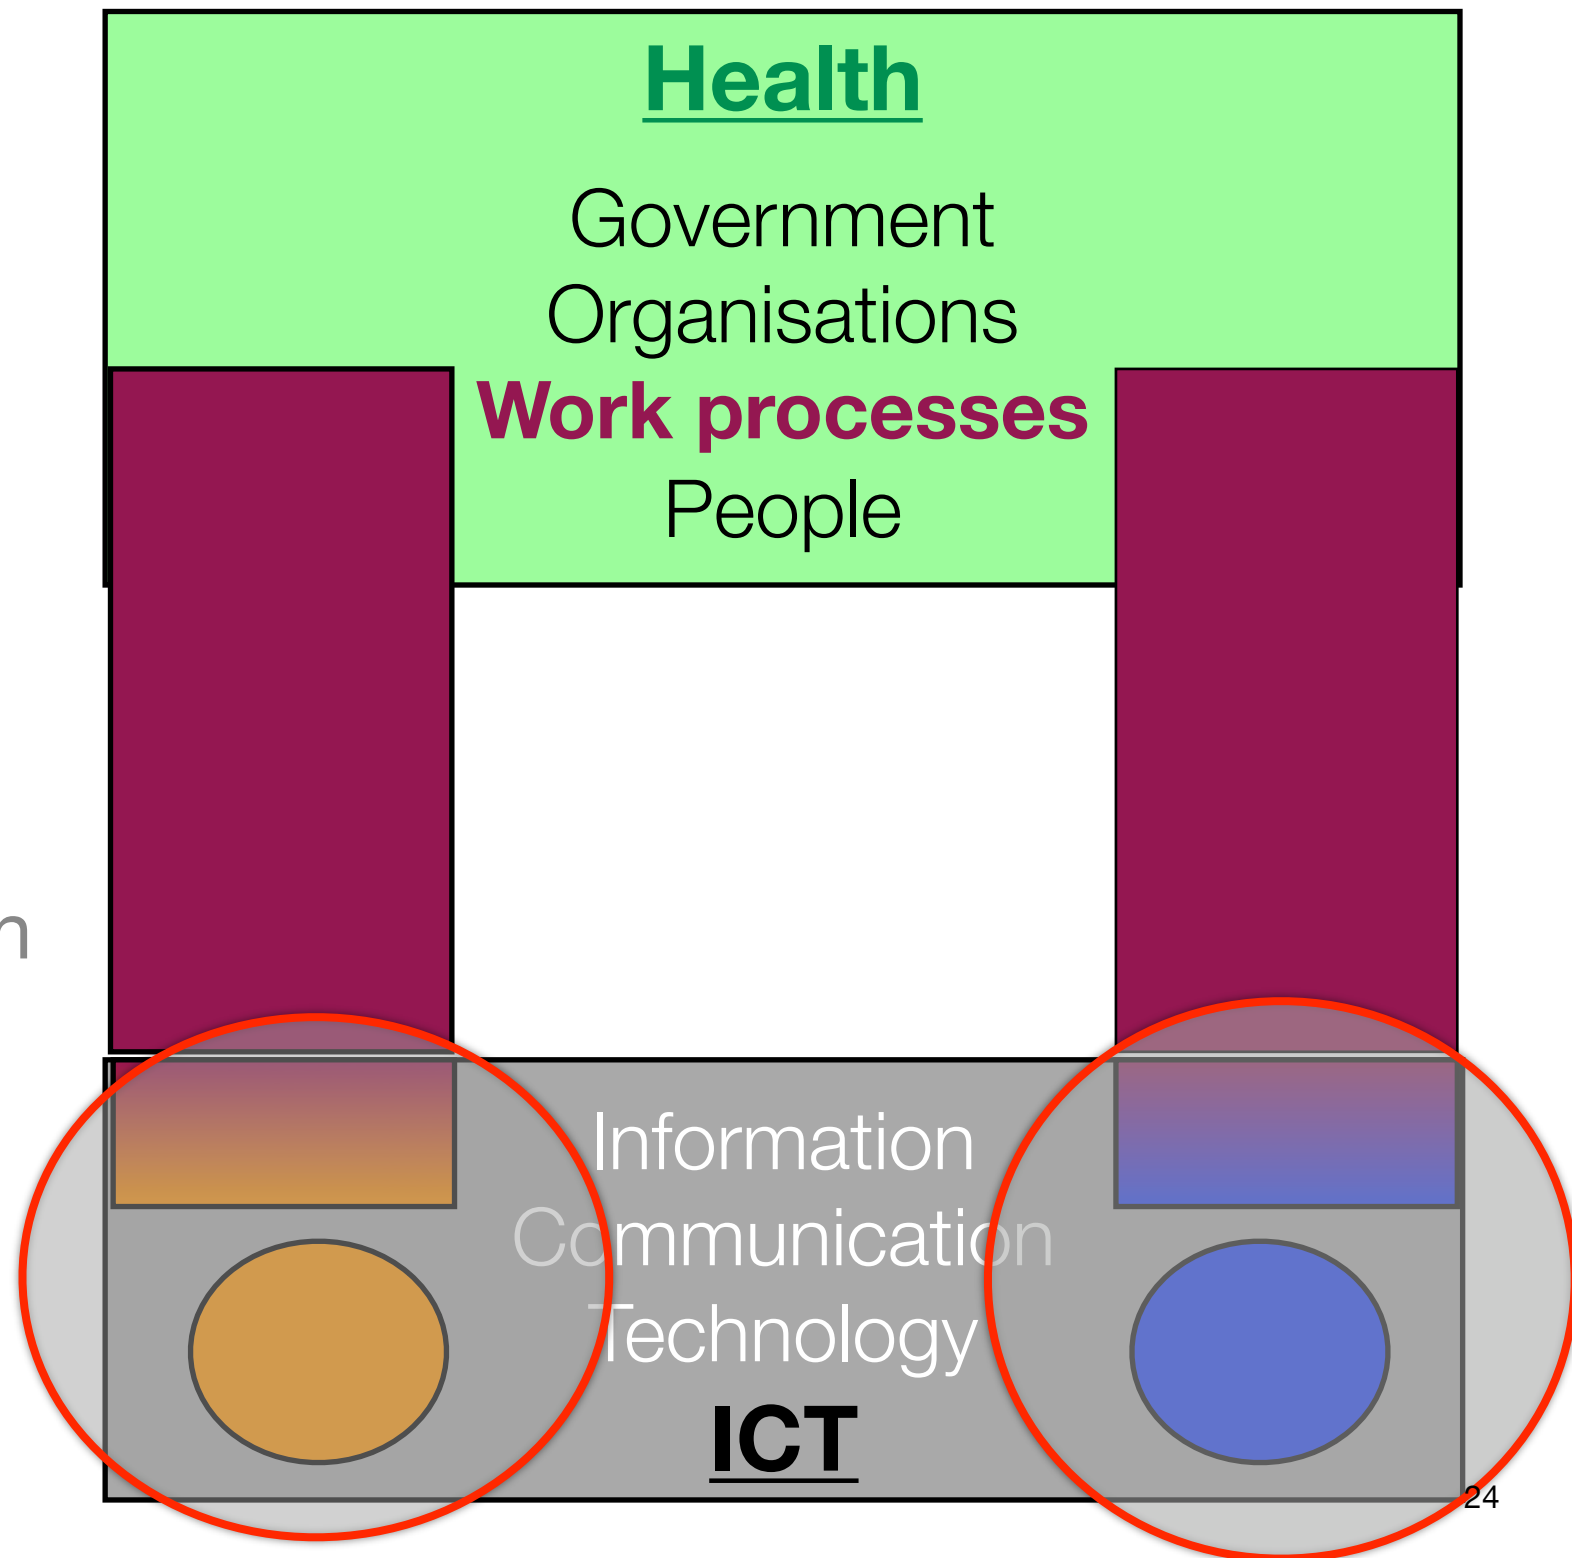 Health
Government
Organisations
Work processes
People
n
Information
Communication
Technology
ICT
24